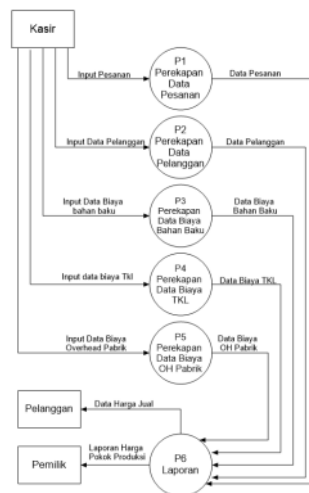 Kasir
Input Pesanan
P1
Perekapan
Data
Pesanan
Data Pesanan
Input Data Pelanggan
P2
Perekapan
Data
Pelanggan
Data Pelanggan
Input Data Biaya
bahan baku
P3
Perekapan
Data Biaya
Bahan Baku
Data Biaya
Bahan Baku
Input data biaya Tkl
P4
Perekapan
Data Biaya
TKL
Data Biaya TKL
Input Data Biaya
Overhead Pabrik
P5
Perekapan
Data Biaya
OH Pabrik
Data Biaya
OH Pabrik
Pelanggan
Data Harga Jual
Pemilik
Laporan Harga
Pokok Produksi
P6
Laporan